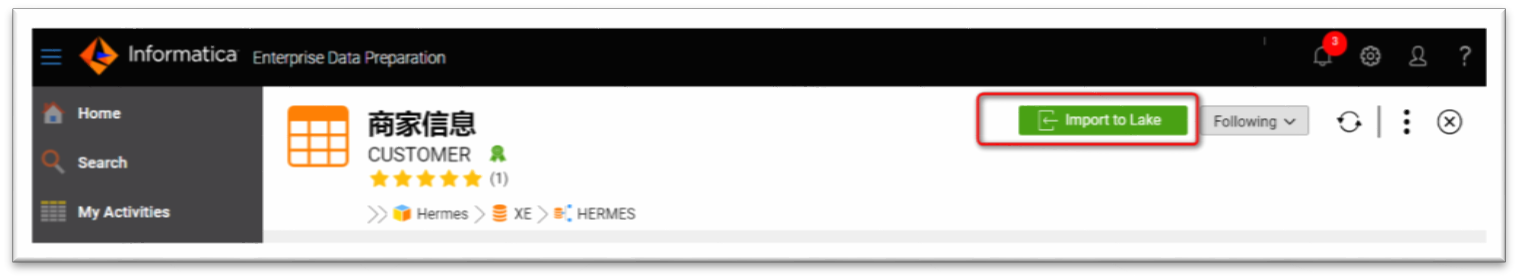 Informatica Enterprise Data Preparation
3
?
Home
Search
My Activities
商家信息
CUSTOMER
(1)
Hermes
XE
HERMES
Import to Lake
Following